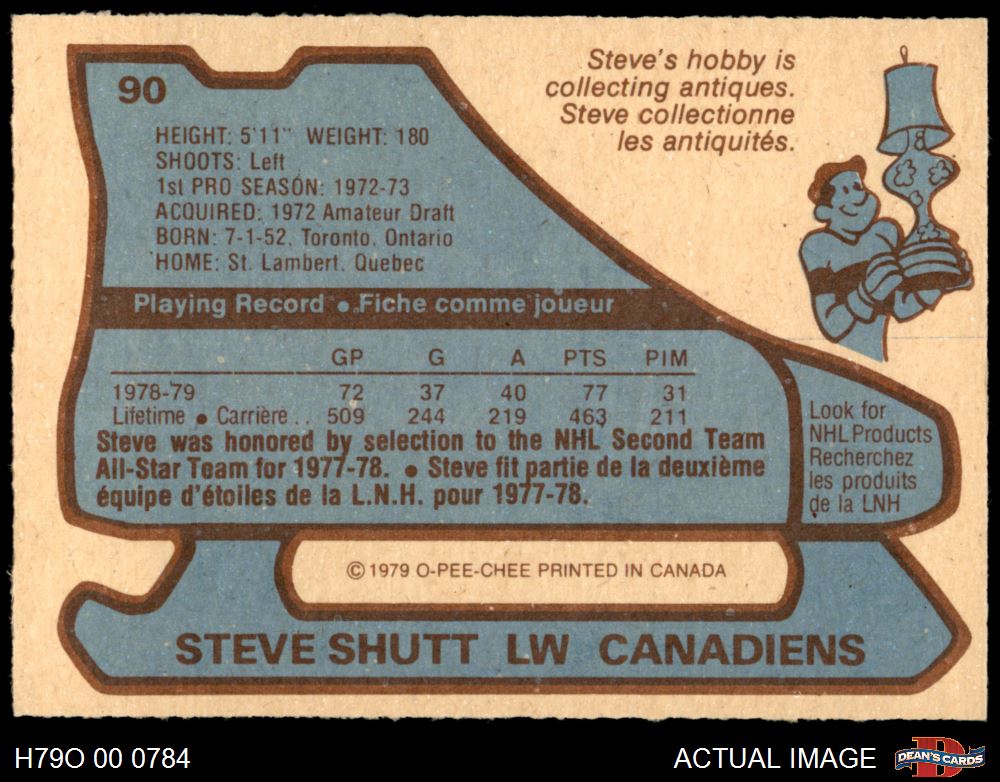 90
HEIGHT: 5'11" WEIGHT: 180
SHOOTS: Left
1st PRO SEASON: 1972-73
ACQUIRED: 1972 Amateur Draft
BORN: 7-1-52, Toronto, Ontario
HOME: St. Lambert, Quebec
Steve's hobby is
collecting antiques.
Steve collectionne
les antiquités.
Playing Record • Fiche comme joueur
GP G A PTS PIM
1978-79 72 37 40 77 31
Lifetime • Carrière .. 509 244 219 463 211
Steve was honored by selection to the NHL Second Team
All-Star Team for 1977-78. • Steve fit partie de la deuxième
équipe d'étoiles de la L.N.H. pour 1977-78.
Look for
NHL Products
Recherchez
les produits
de la LNH
© 1979 O-PEE-CHEE PRINTED IN CANADA
STEVE SHUTT LW CANADIENS
H79O 00 0784
ACTUAL IMAGE
D
DEAN'S CARDS